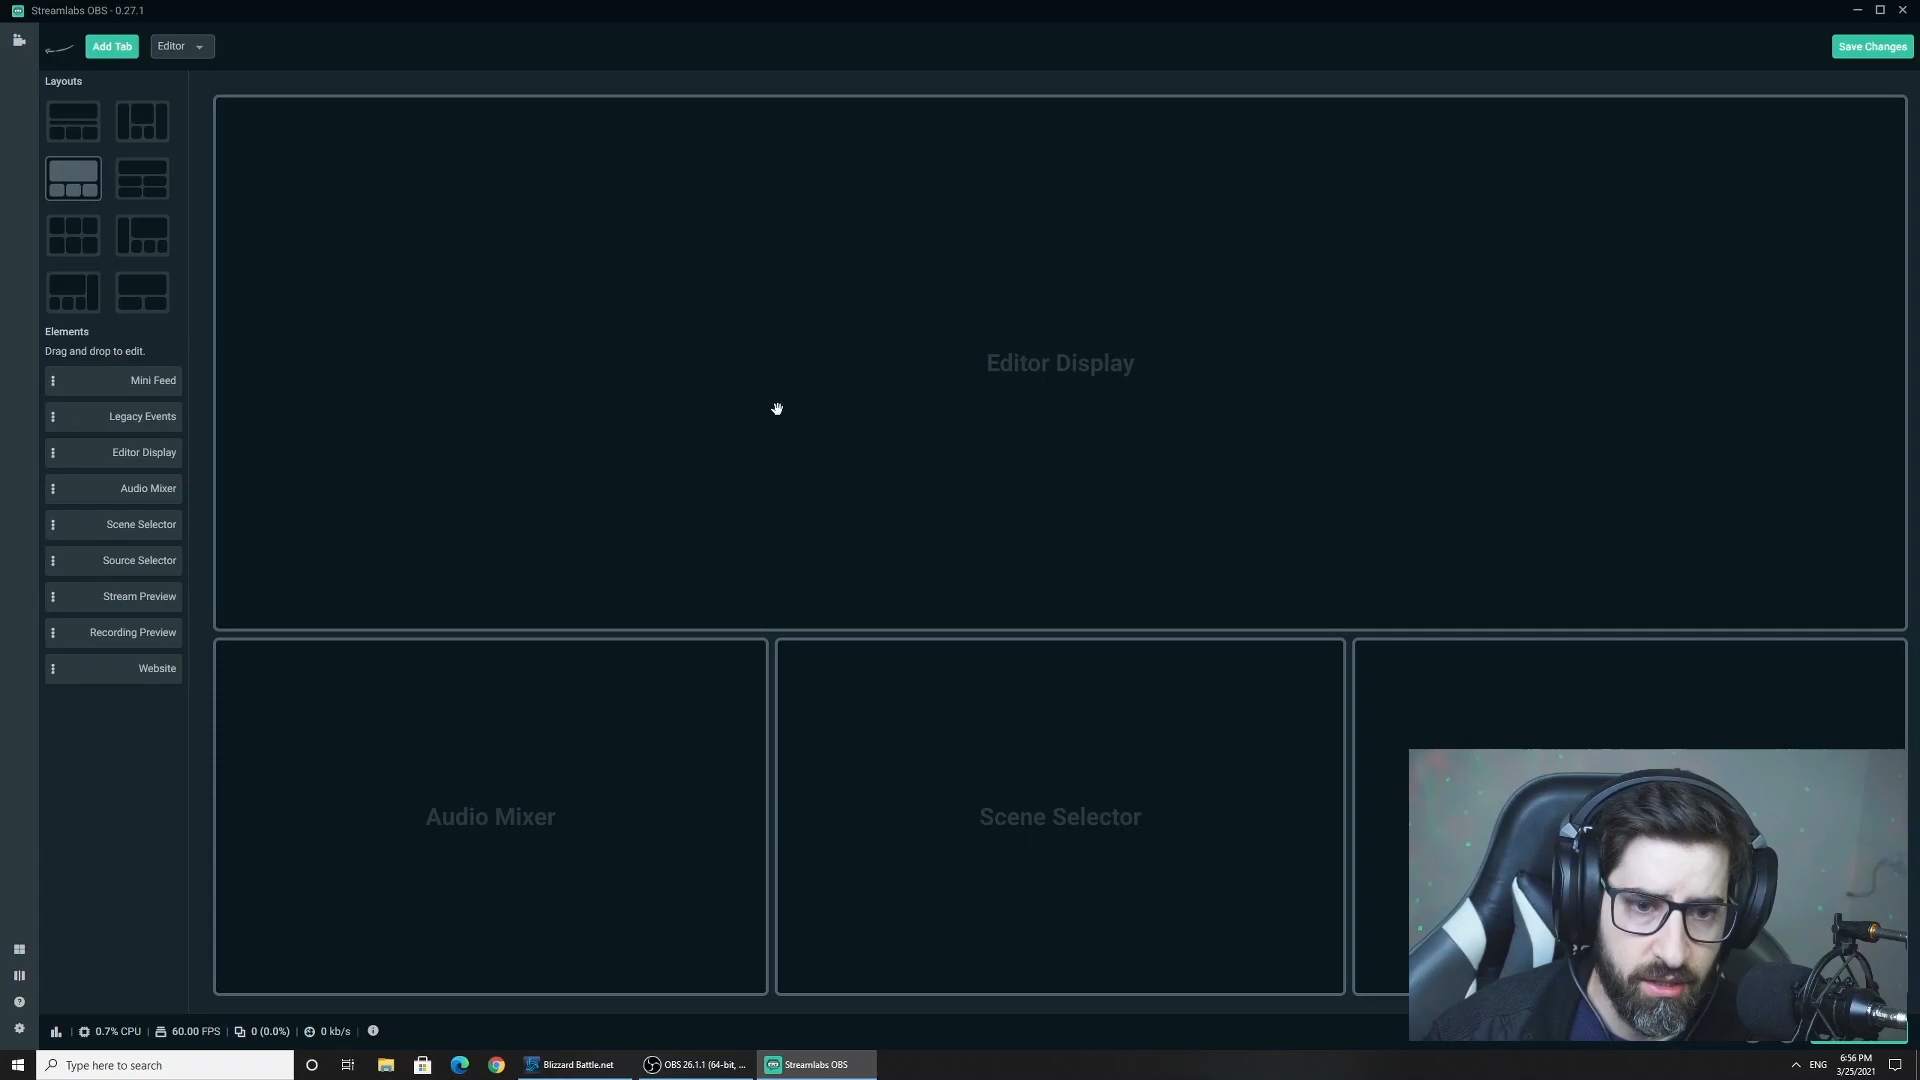 Streamlabs OBS - 0.27.1
Add Tab
Editor
Save Changes
Layouts
Elements
Drag and drop to edit.
Mini Feed
Legacy Events
Editor Display
Audio Mixer
Scene Selector
Source Selector
Stream Preview
Recording Preview
Website
Editor Display
Audio Mixer
Scene Selector
0.7% CPU
60.00 FPS
0 (0.0%)
0 kb/s
Type here to search
Blizzard Battle.net
OBS 26.1.1 (64-bit, ...
Streamlabs OBS
ENG
6:56 PM
3/25/2021